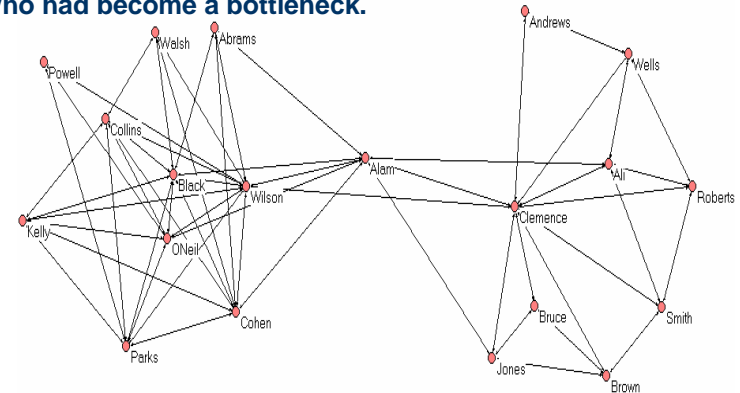 who had become a bottleneck.
Andrews
Walsh
Abrams
Wells
Powell
Collins
Alam
Ali
Black
Wilson
Roberts
Clemence
Kelly
ONeil
Cohen
Bruce
Smith
Parks
Jones
Brown